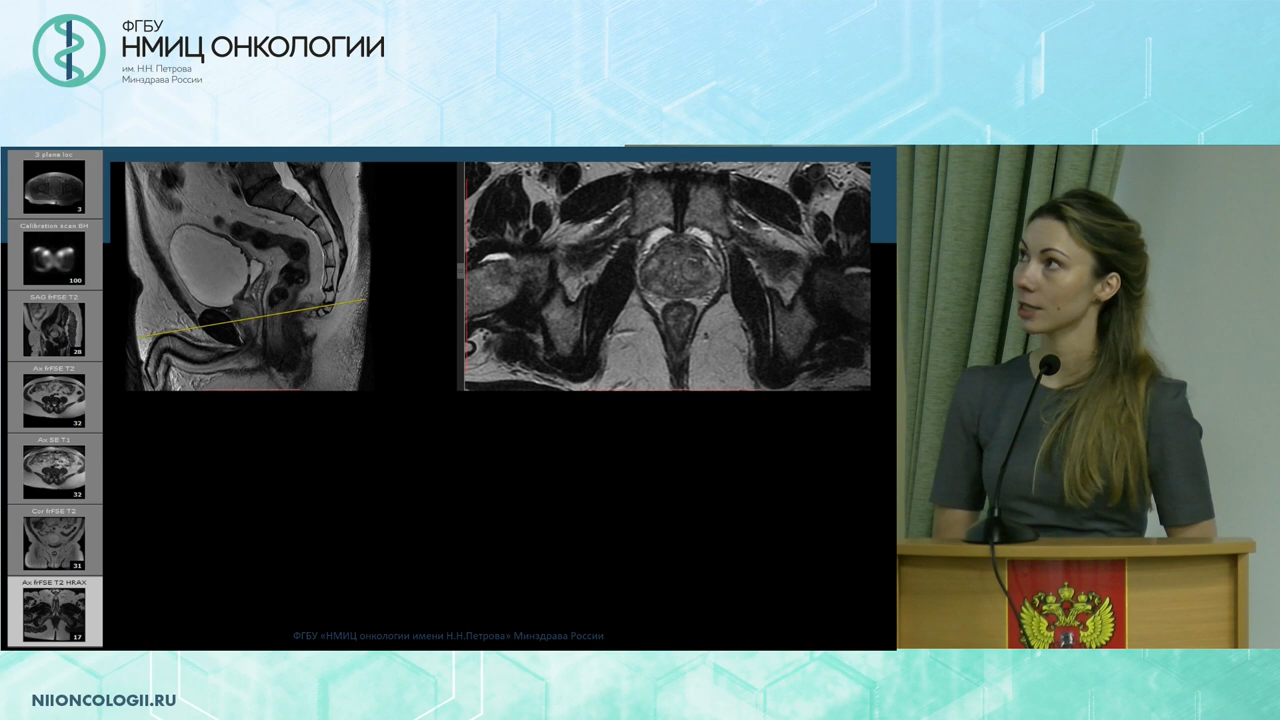 ФГБУ
НМИЦ ОНКОЛОГИИ
им. Н.Н. Петрова
Минздрава России
3 plane loc
3
Calibration scan BH
100
SAG frFSE T2
28
Ax frFSE T2
32
Ax SE T1
32
Cor frFSE T2
31
Ax frFSE T2 HRAX
17
ФГБУ «НМИЦ онкологии имени Н.Н.Петрова» Минздрава России
NIIONCOLOGII.RU